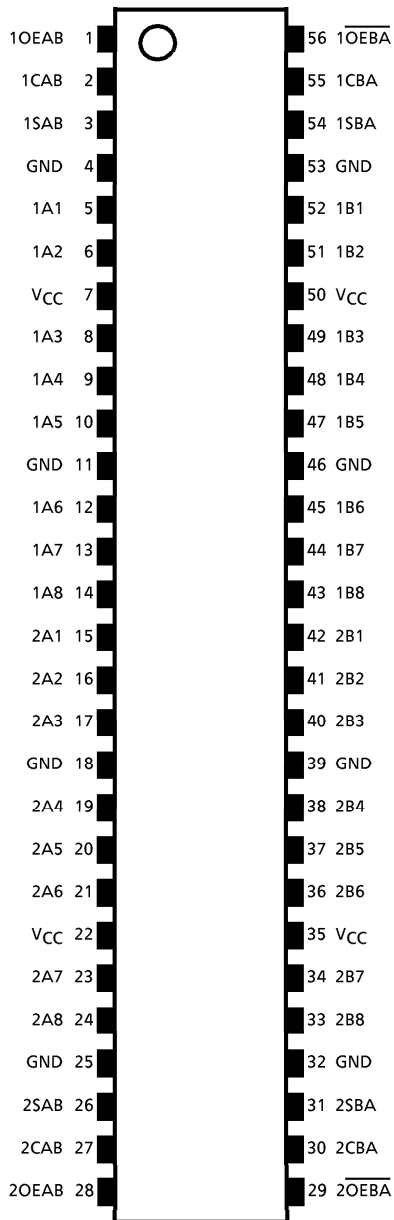 1OEAB 1 56 1O̅E̅B̅A̅
1CAB 2 55 1CBA
1SAB 3 54 1SBA
GND 4 53 GND
1A1 5 52 1B1
1A2 6 51 1B2
VCC 7 50 VCC
1A3 8 49 1B3
1A4 9 48 1B4
1A5 10 47 1B5
GND 11 46 GND
1A6 12 45 1B6
1A7 13 44 1B7
1A8 14 43 1B8
2A1 15 42 2B1
2A2 16 41 2B2
2A3 17 40 2B3
GND 18 39 GND
2A4 19 38 2B4
2A5 20 37 2B5
2A6 21 36 2B6
VCC 22 35 VCC
2A7 23 34 2B7
2A8 24 33 2B8
GND 25 32 GND
2SAB 26 31 2SBA
2CAB 27 30 2CBA
2OEAB 28 29 2O̅E̅B̅A̅